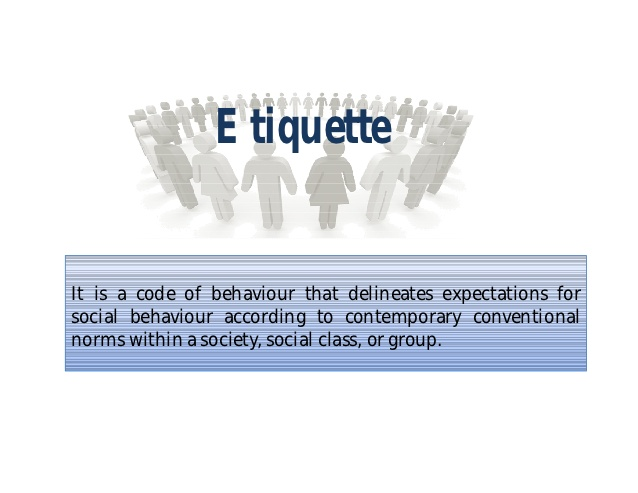 E tiquette
It is a code of behaviour that delineates expectations for
social behaviour according to contemporary conventional
norms within a society, social class, or group.